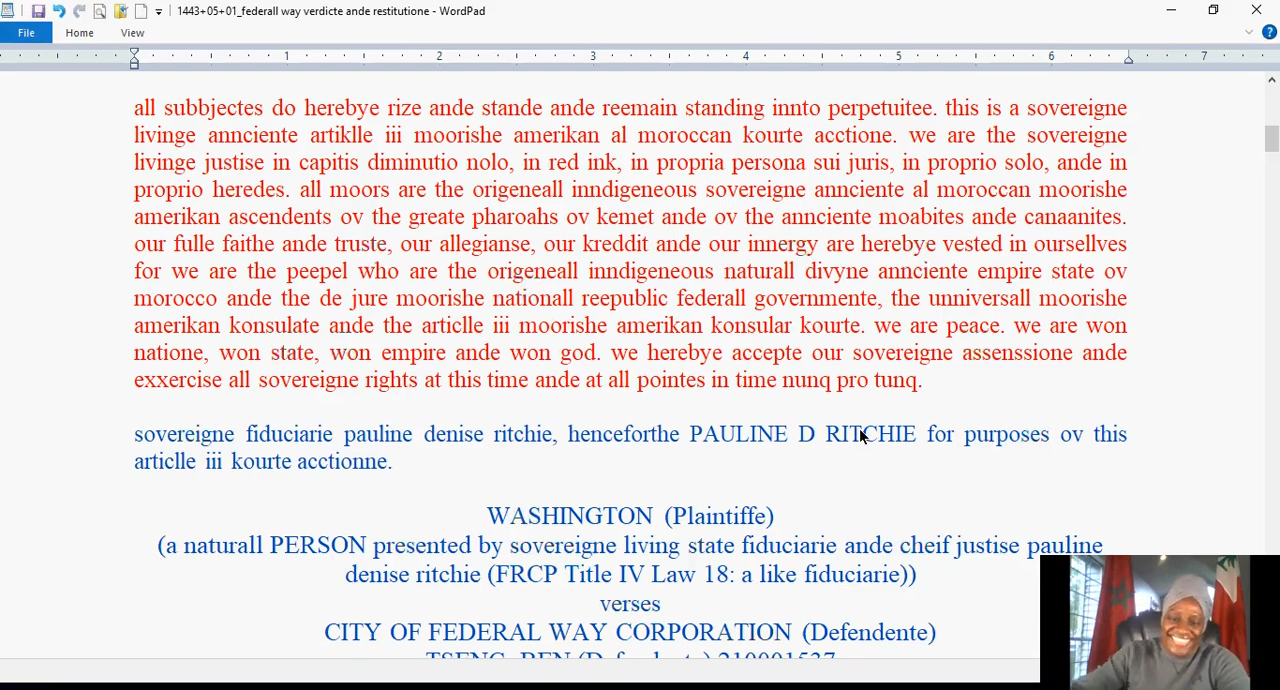 1443+05+01_federall way verdicte ande restitutione - WordPad
File Home View
1 2 3 4 5 6 7
all subbjectes do herebye rize ande stande ande reemain standing innto perpetuitee. this is a sovereigne
livinge annciente artiklle iii moorishe amerikan al moroccan kourte acctione. we are the sovereigne
livinge justise in capitis diminutio nolo, in red ink, in propria persona sui juris, in proprio solo, ande in
proprio heredes. all moors are the origeneall inndigeneous sovereigne annciente al moroccan moorishe
amerikan ascendents ov the greate pharoahs ov kemet ande ov the annciente moabites ande canaanites.
our fulle faithe ande truste, our allegianse, our kreddit ande our innergy are herebye vested in oursellves
for we are the peepel who are the origeneall inndigeneous naturall divyne annciente empire state ov
morocco ande the de jure moorishe nationall reepublic federall governmente, the unniversall moorishe
amerikan konsulate ande the articlle iii moorishe amerikan konsular kourte. we are peace. we are won
natione, won state, won empire ande won god. we herebye accepte our sovereigne assenssione ande
exxercise all sovereigne rights at this time ande at all pointes in time nunq pro tunq.
sovereigne fiduciarie pauline denise ritchie, henceforthe PAULINE D RITCHIE for purposes ov this
articlle iii kourte acctionne.
WASHINGTON (Plaintiffe)
(a naturall PERSON presented by sovereigne living state fiduciarie ande cheif justise pauline
denise ritchie (FRCP Title IV Law 18: a like fiduciarie))
verses
CITY OF FEDERAL WAY CORPORATION (Defendente)
TSENG, BEN (Defendente) 210001537